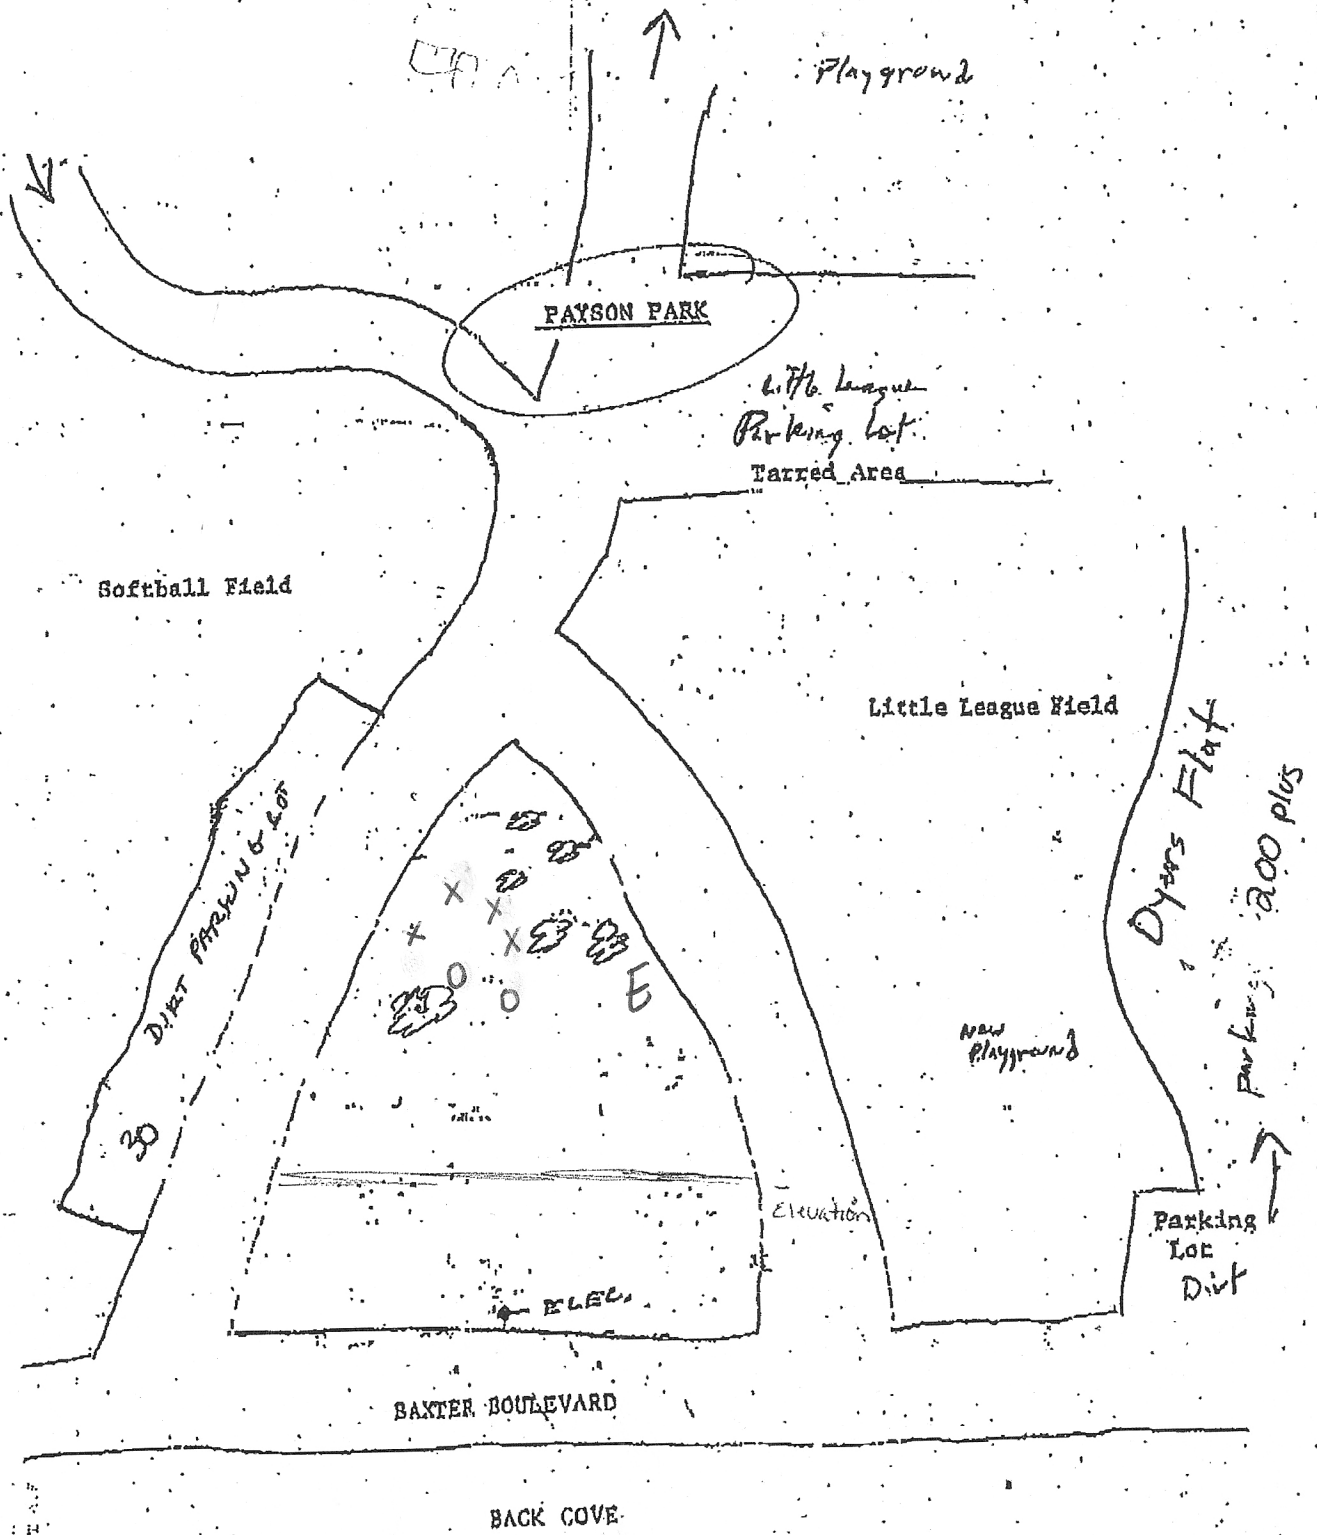 Playground
PAYSON PARK
Little League
Parking Lot
Tarred Area
Softball Field
Little League Field
Dyers Flat
Parking 200 plus
DIRT PARKING LOT
30
X
X
X
X
O
O
E
New
Playground
Elevation
Parking
Lot
Dirt
ELEC.
BAXTER BOULEVARD
BACK COVE